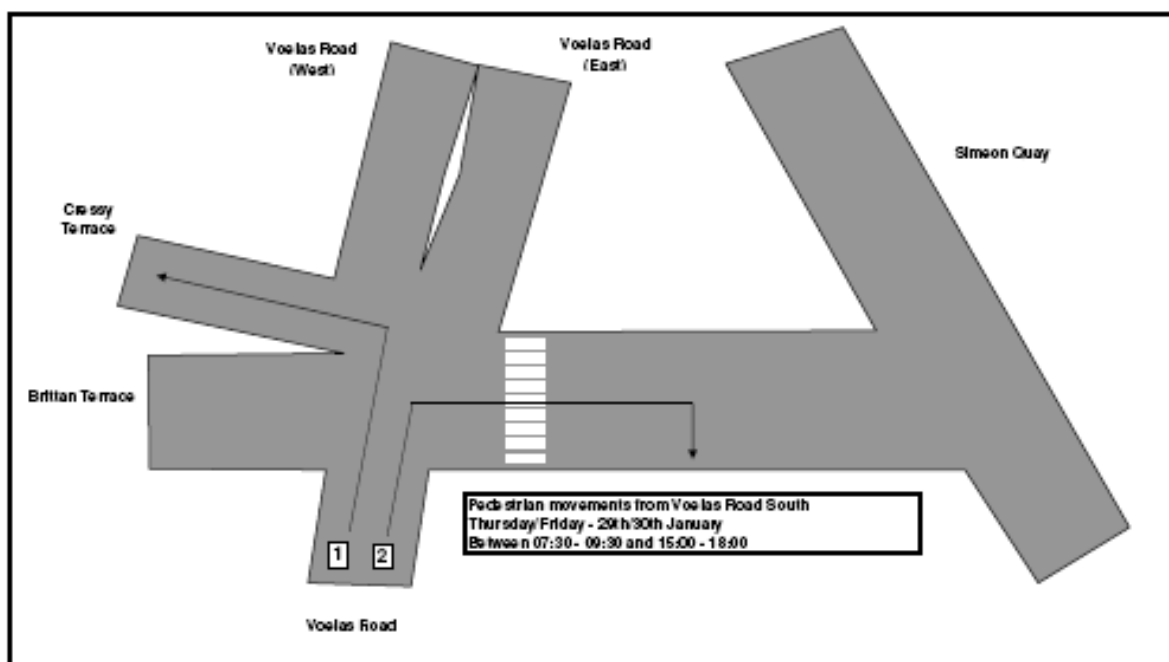 Voelas Road
(West)
Voelas Road
(East)
Simeon Quay
Cressy
Terrace
Brittan Terrace
Pedestrian movements from Voelas Road South
Thursday/Friday - 29th/30th January
Between 07:30 - 09:30 and 15:00 - 18:00
1
2
Voelas Road